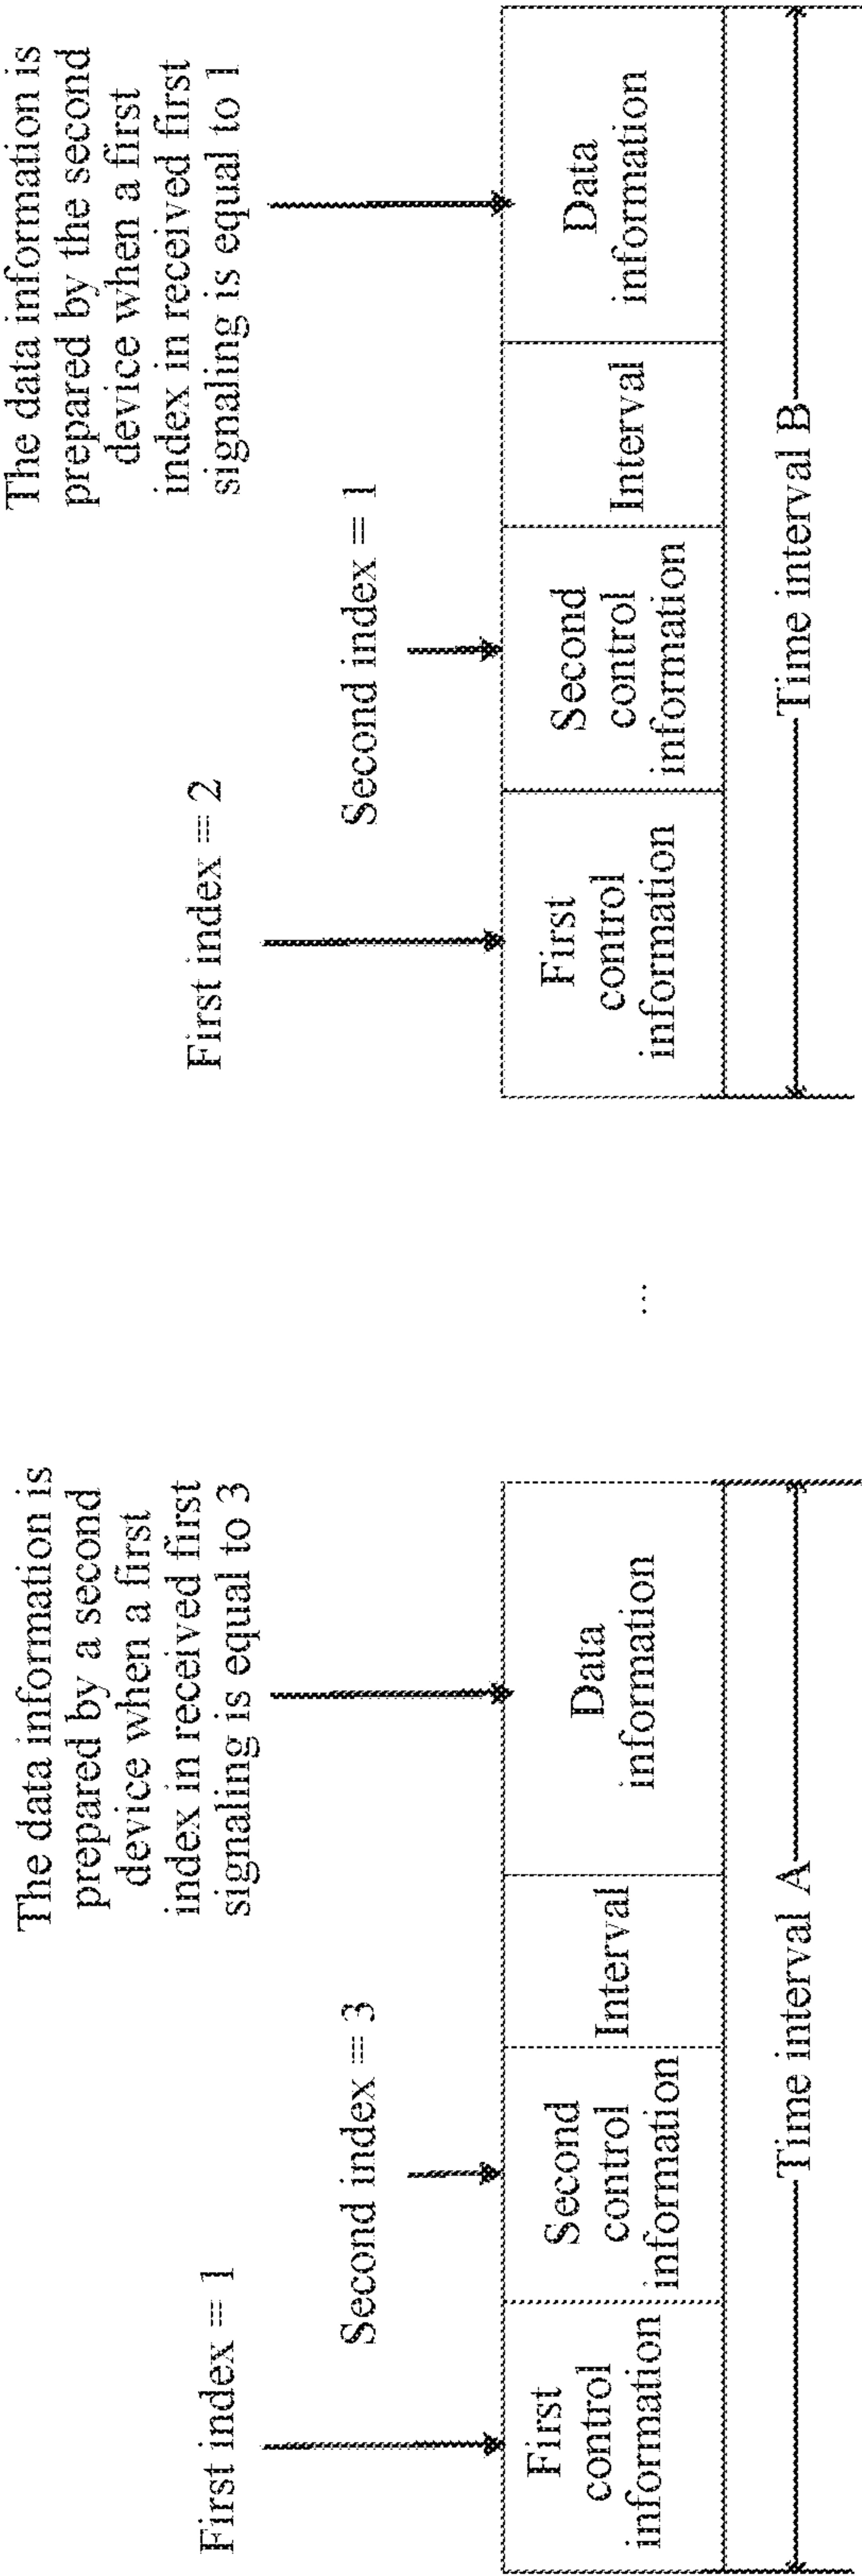 First index = 1
Second index = 3
The data information is
prepared by a second
device when a first
index in received first
signaling is equal to 3
First
control
information
Second
control
information
Interval
Data
information
Time interval A
...
First index = 2
Second index = 1
The data information is
prepared by the second
device when a first
index in received first
signaling is equal to 1
First
control
information
Second
control
information
Interval
Data
information
Time interval B